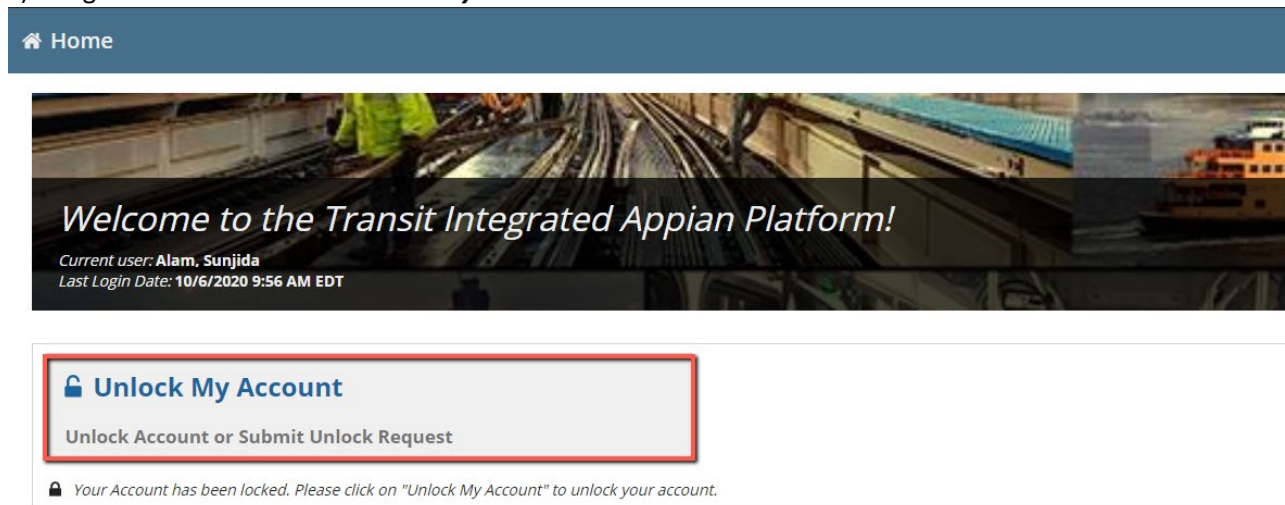 Home
Welcome to the Transit Integrated Appian Platform!
Current user: Alam, Sunjida
Last Login Date: 10/6/2020 9:56 AM EDT
Unlock My Account
Unlock Account or Submit Unlock Request
Your Account has been locked. Please click on "Unlock My Account" to unlock your account.